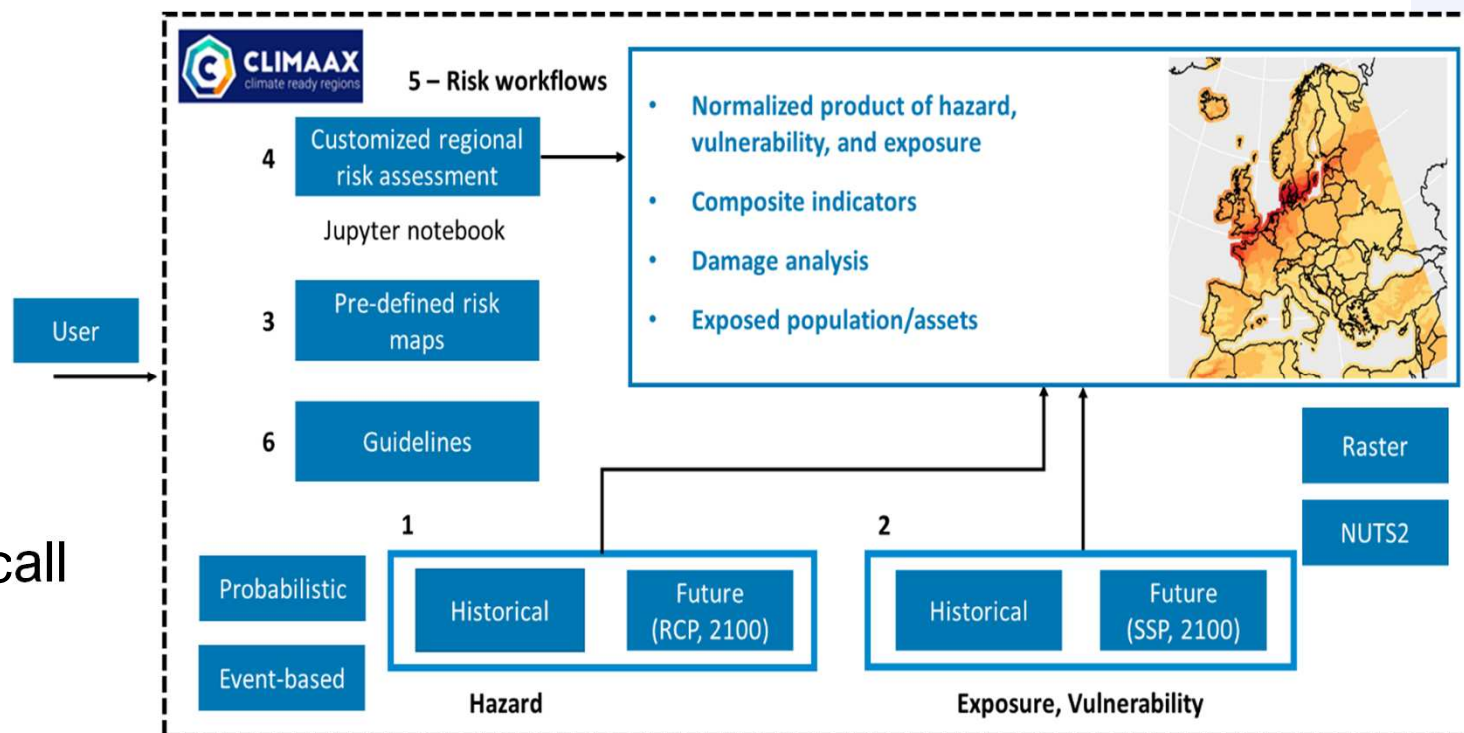 CLIMAAX
climate ready regions
5 – Risk workflows
4
Customized regional
risk assessment
Jupyter notebook
3
Pre-defined risk
maps
6
Guidelines
• Normalized product of hazard,
vulnerability, and exposure
• Composite indicators
• Damage analysis
• Exposed population/assets
User
call
Raster
NUTS2
1
2
Probabilistic
Event-based
Historical
Future
(RCP, 2100)
Hazard
Historical
Future
(SSP, 2100)
Exposure, Vulnerability